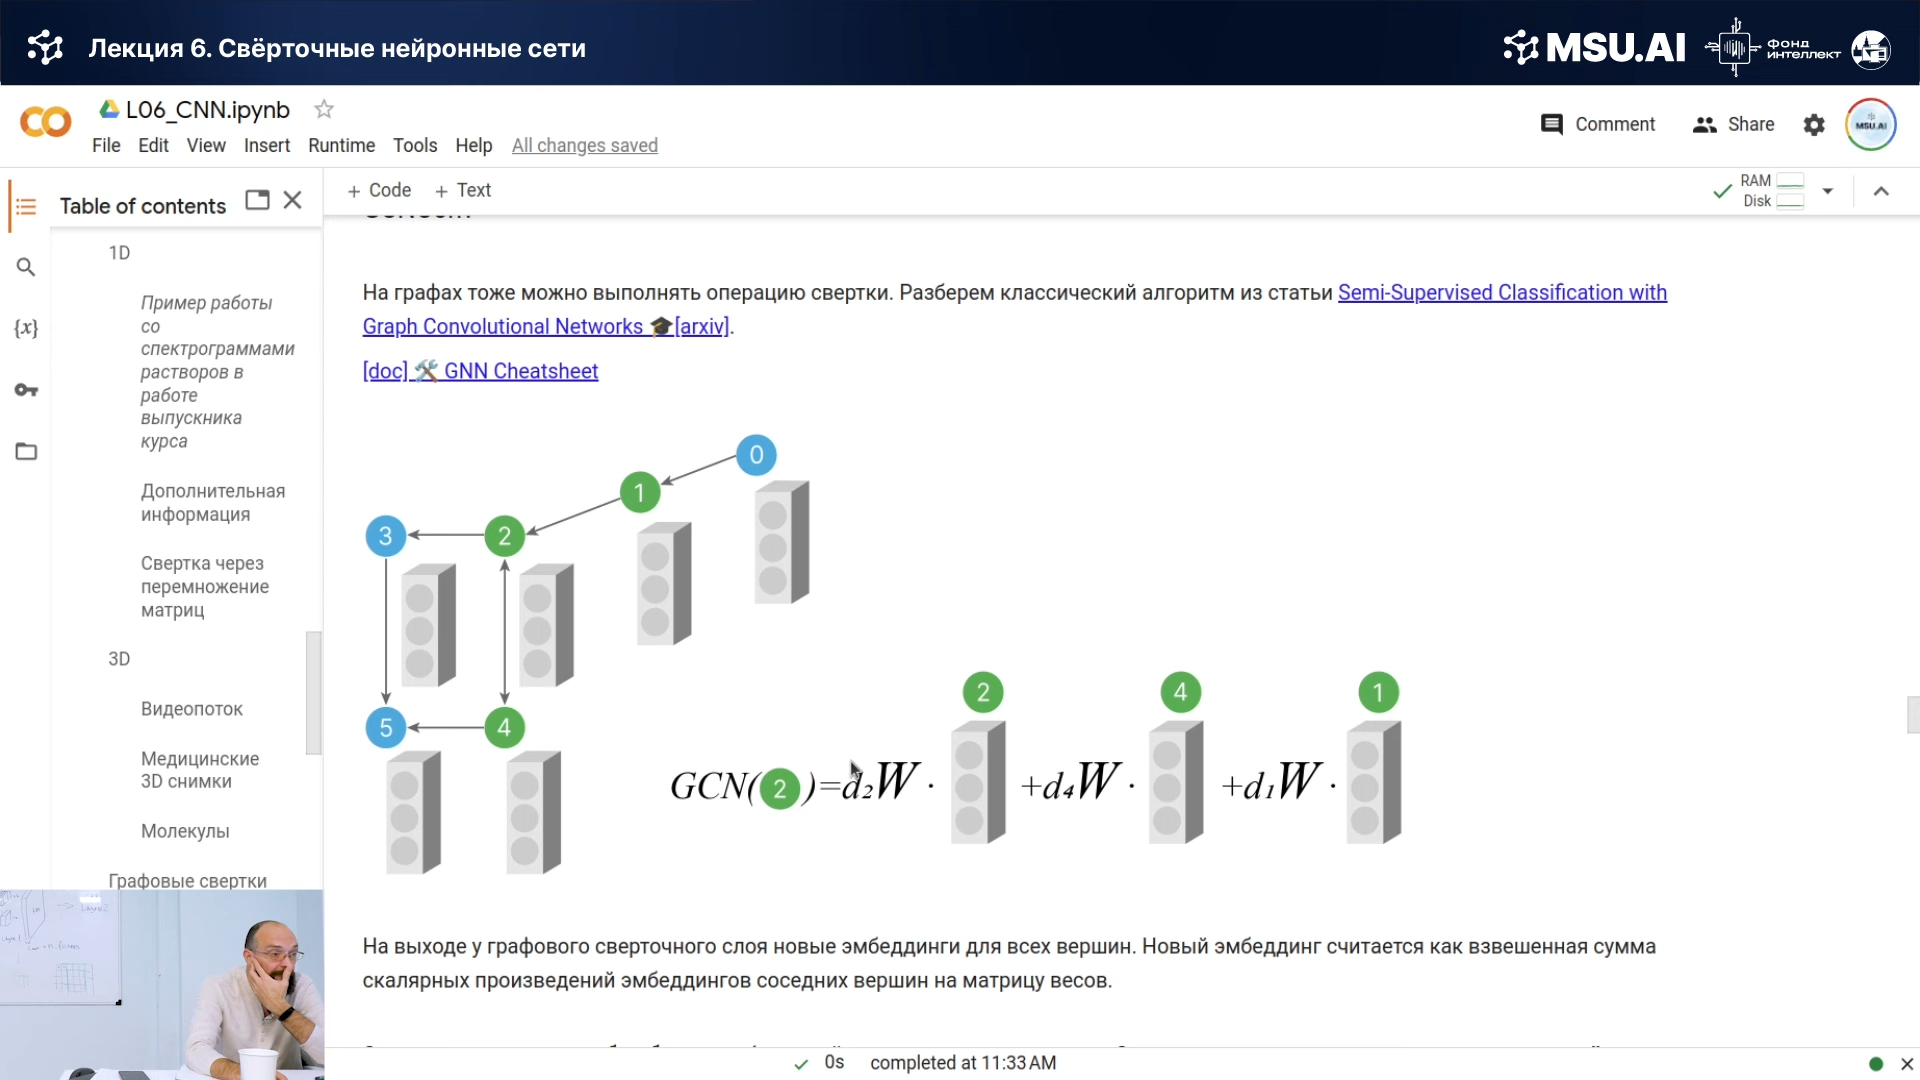 Лекция 6. Свёрточные нейронные сети
MSU.AI
ФОНД
ИНТЕЛЛЕКТ
L06_CNN.ipynb
File Edit View Insert Runtime Tools Help All changes saved
Comment Share
MSU.AI
Table of contents
+ Code + Text
RAM
Disk
{x}
1D
Пример работы
со
спектрограммами
растворов в
работе
выпускника
курса
Дополнительная
информация
Свертка через
перемножение
матриц
3D
Видеопоток
Медицинские
3D снимки
Молекулы
Графовые свертки
На графах тоже можно выполнять операцию свертки. Разберем классический алгоритм из статьи Semi-Supervised Classification with
Graph Convolutional Networks 🎓[arxiv].
[doc] 🛠️ GNN Cheatsheet
0
1
3 2
5 4
2 4 1
GCN(2)=d₂W · +d₄W · +d₁W ·
На выходе у графового сверточного слоя новые эмбеддинги для всех вершин. Новый эмбеддинг считается как взвешенная сумма
скалярных произведений эмбеддингов соседних вершин на матрицу весов.
0s completed at 11:33 AM